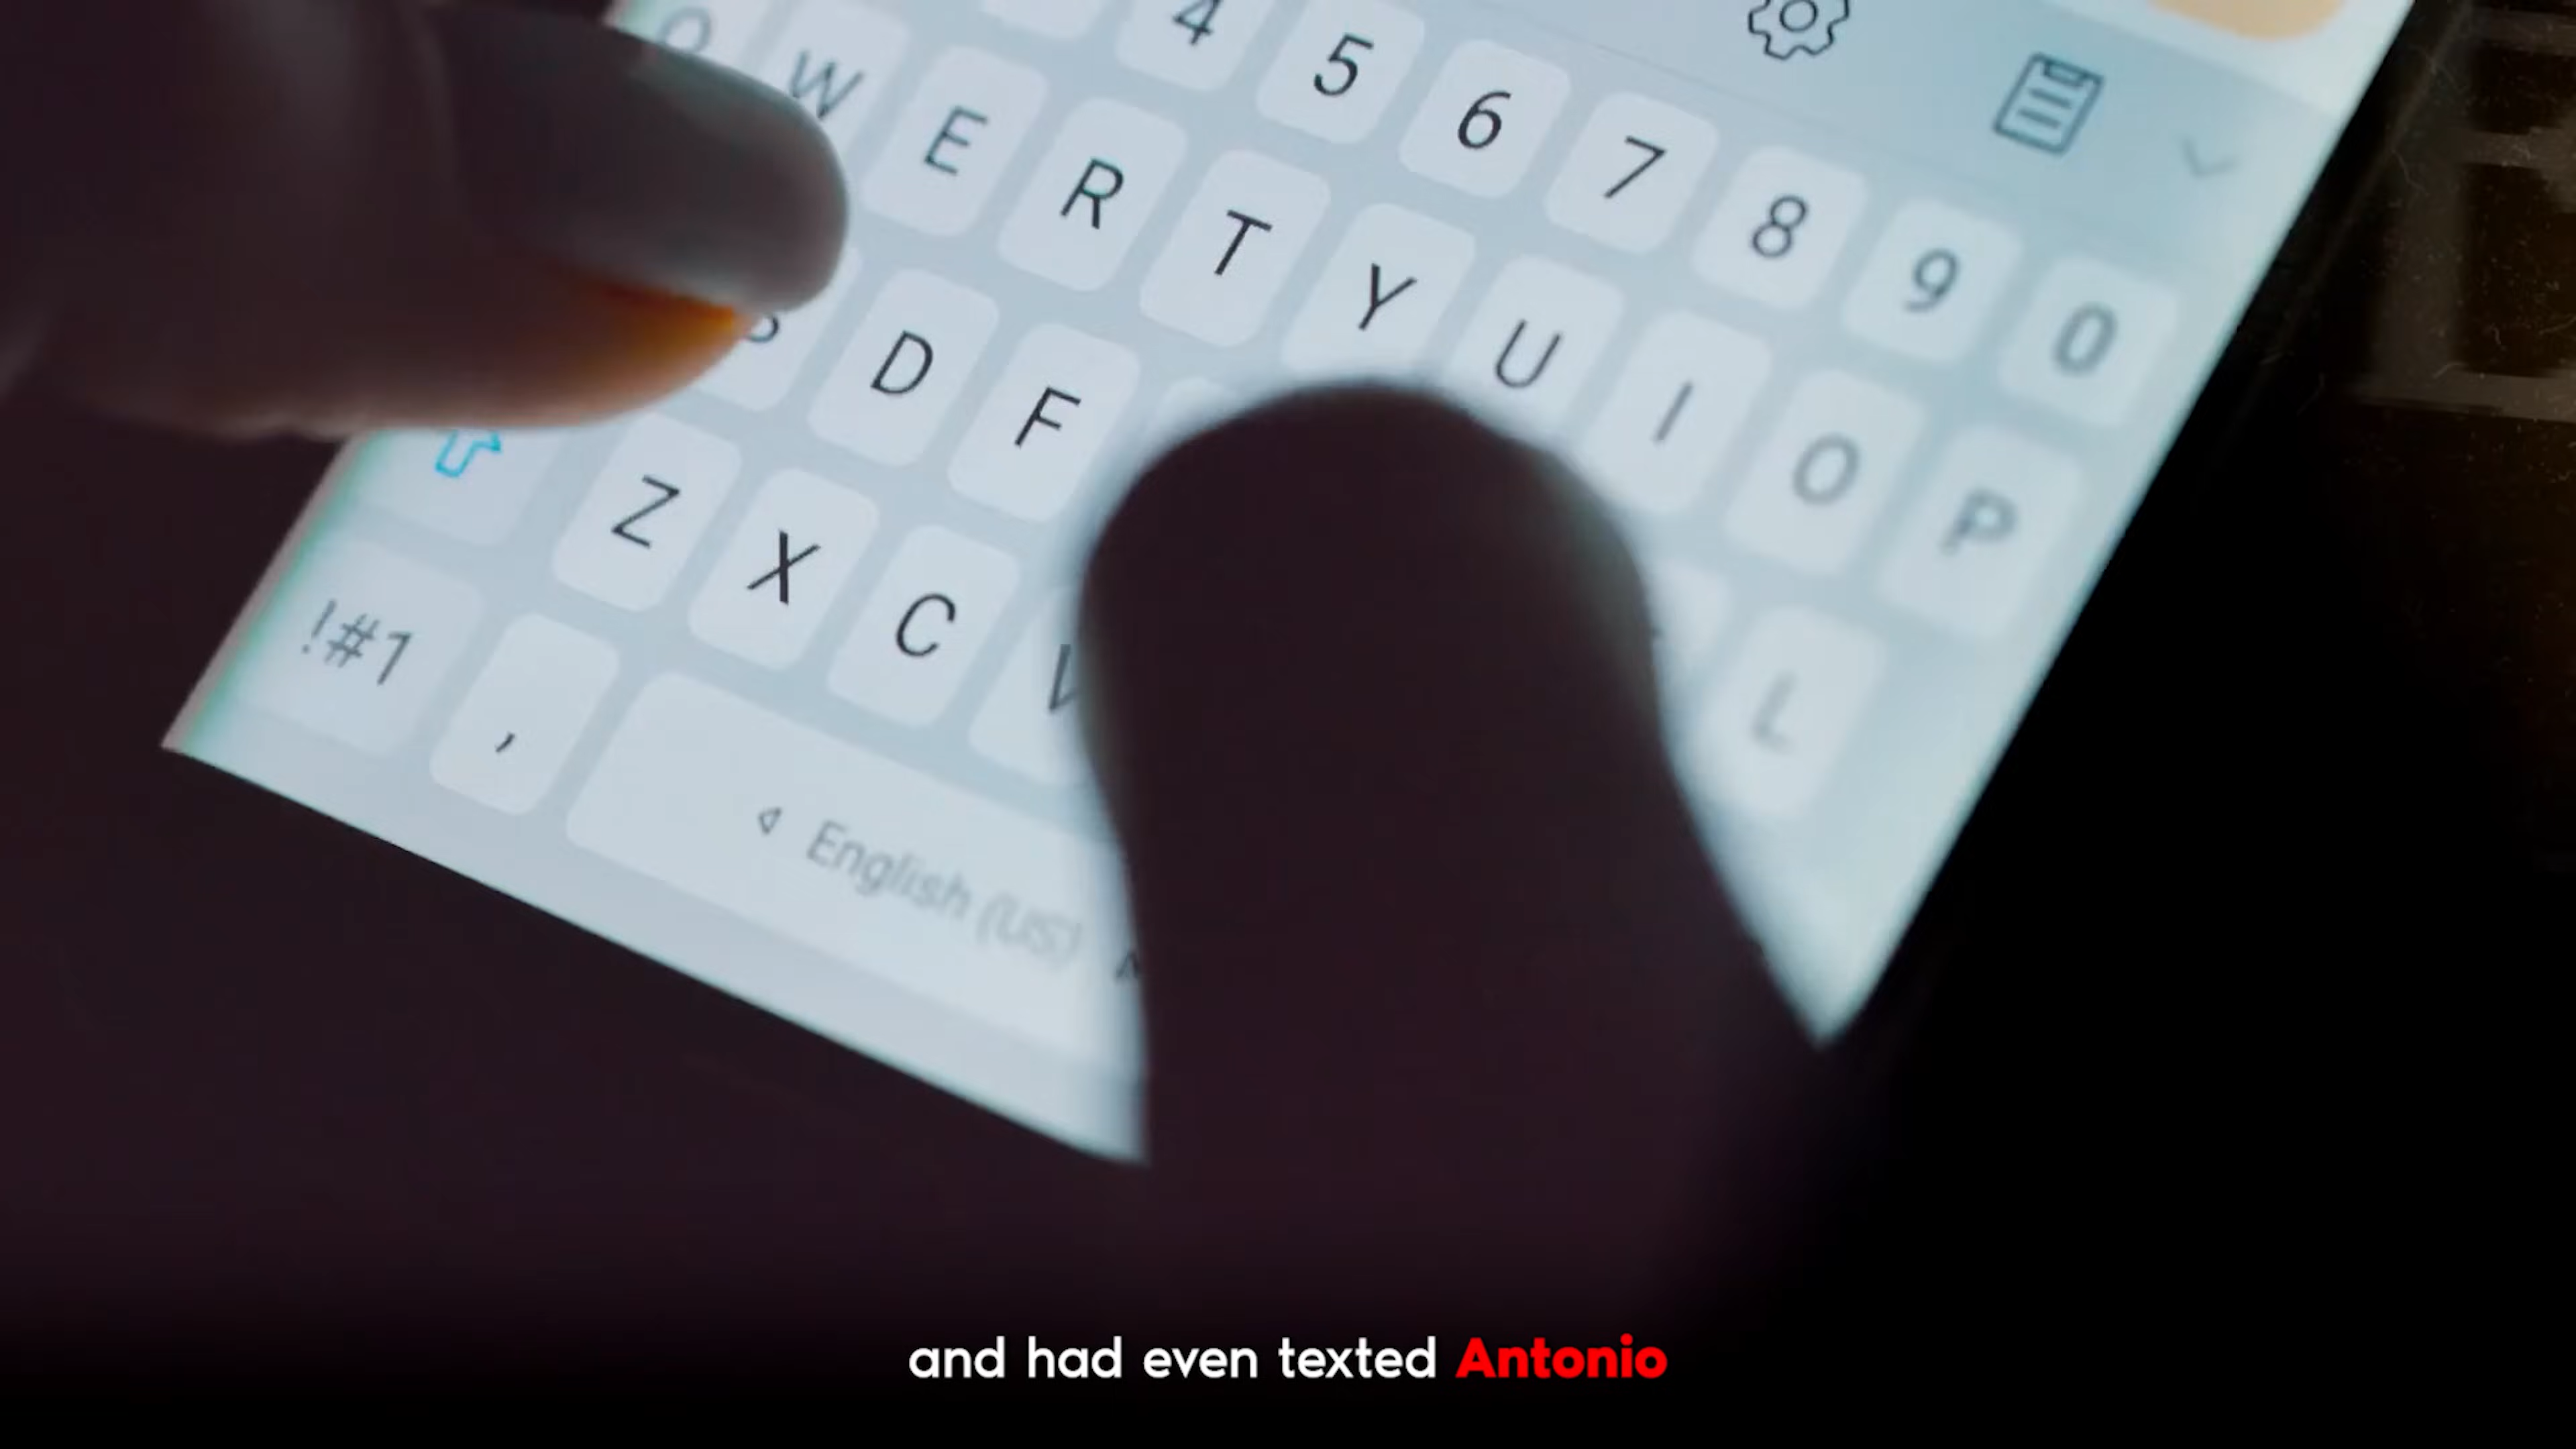 4 5 6 7 8 9 0
W E R T Y U I O P
D F L
Z X C
!#1 , English (US)
and had even texted Antonio